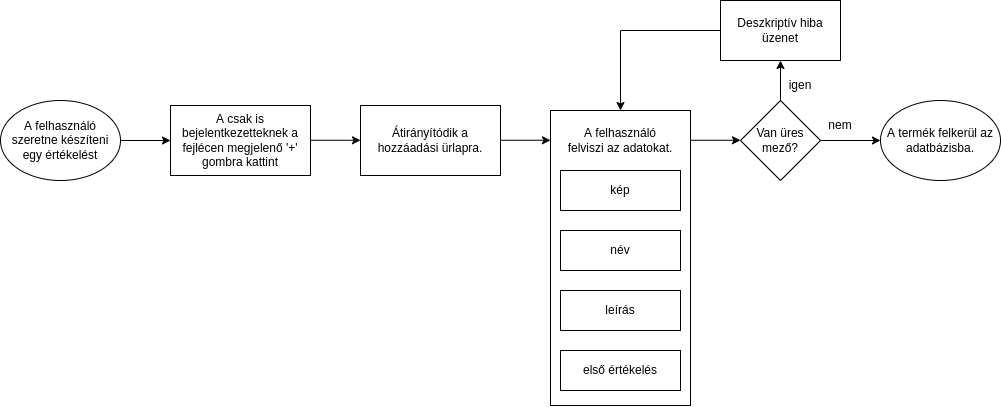 A felhasználó
szeretne készíteni
egy értékelést
A csak is
bejelentkezetteknek a
fejlécen megjelenő '+'
gombra kattint
Átirányítódik a
hozzáadási ürlapra.
A felhasználó
felviszi az adatokat.
kép
név
leírás
első értékelés
Deszkriptív hiba
üzenet
igen
Van üres
mező?
nem
A termék felkerül az
adatbázisba.